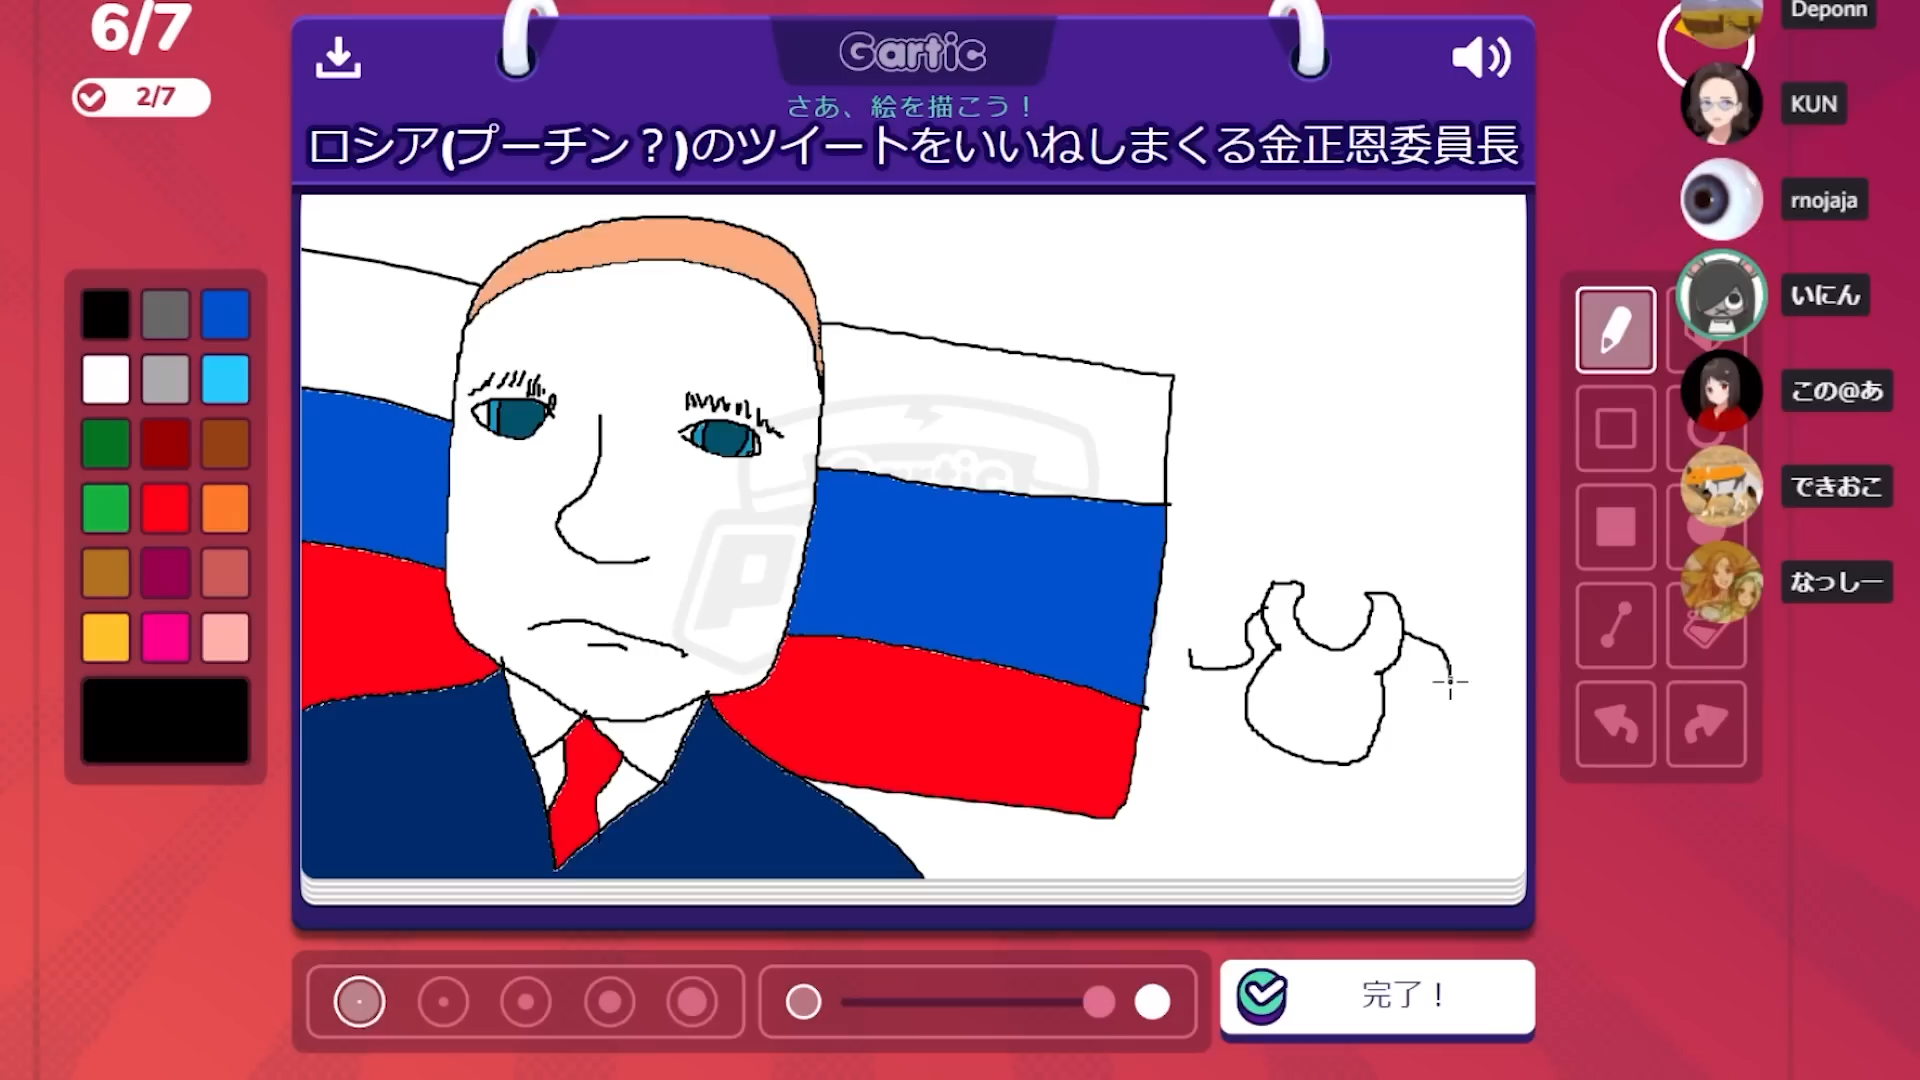 6/7
2/7
Gartic
さあ、絵を描こう！
ロシア(プーチン？)のツイートをいいねしまくる金正恩委員長
Gartic
P
Deponn
KUN
rnojaja
いにん
この@あ
できおこ
なっしー
完了！